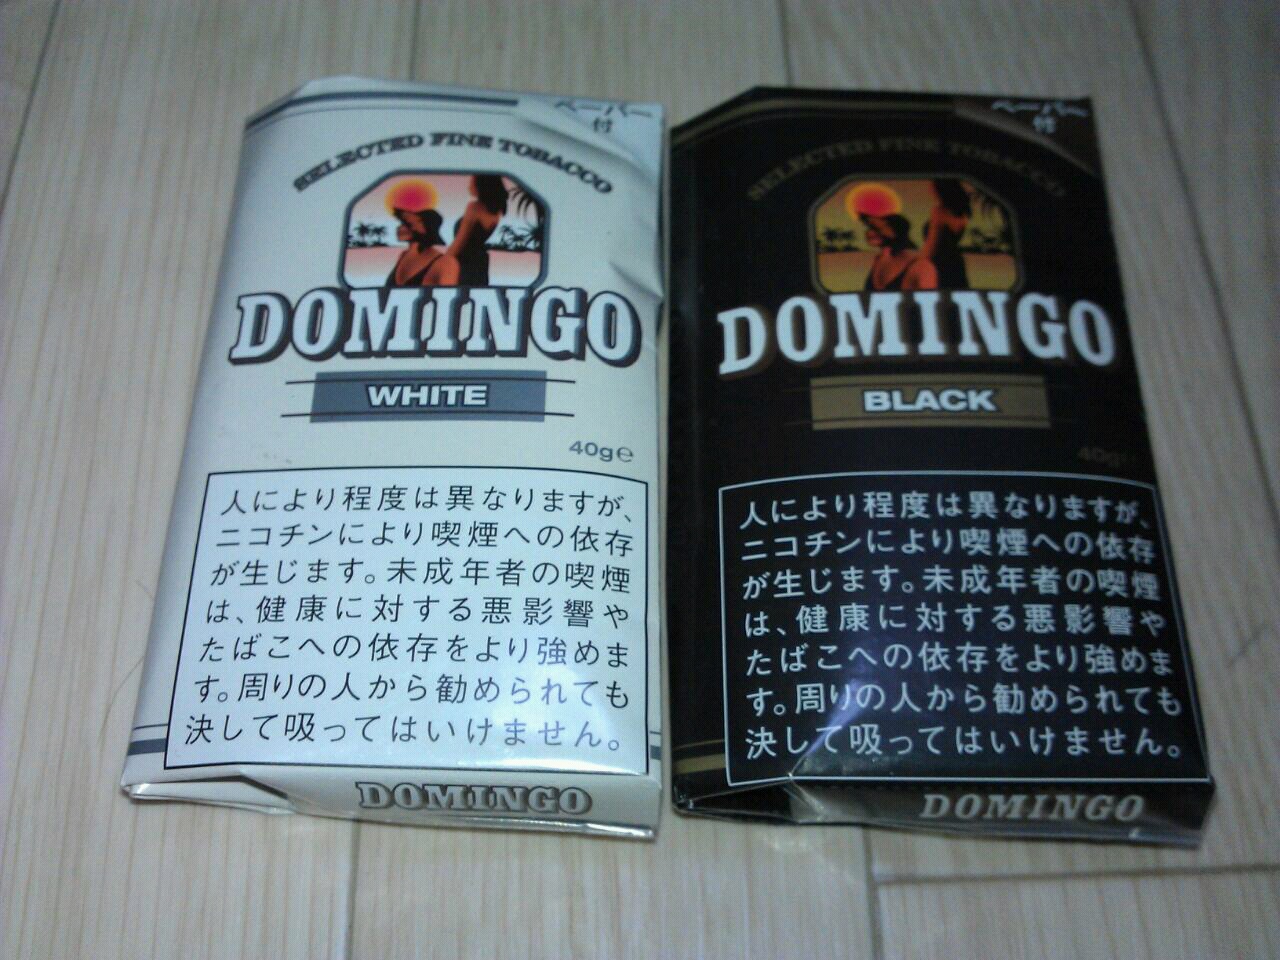 ペーパー
付
SELECTED FINE TOBACCO
DOMINGO
WHITE
40g℮
人により程度は異なりますが、
ニコチンにより喫煙への依存
が生じます。未成年者の喫煙
は、健康に対する悪影響や
たばこへの依存をより強めま
す。周りの人から勧められても
決して吸ってはいけません。
DOMINGO
ペーパー
付
SELECTED FINE TOBACCO
DOMINGO
BLACK
40g℮
人により程度は異なりますが、
ニコチンにより喫煙への依存
が生じます。未成年者の喫煙
は、健康に対する悪影響や
たばこへの依存をより強めま
す。周りの人から勧められても
決して吸ってはいけません。
DOMINGO